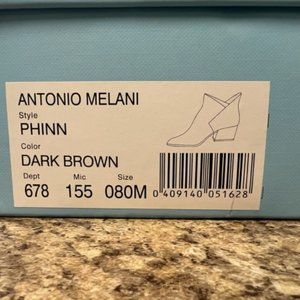 ANTONIO MELANI
Style
PHINN
Color
DARK BROWN
Dept Mic Size
678 155 080M
0 409140 051628